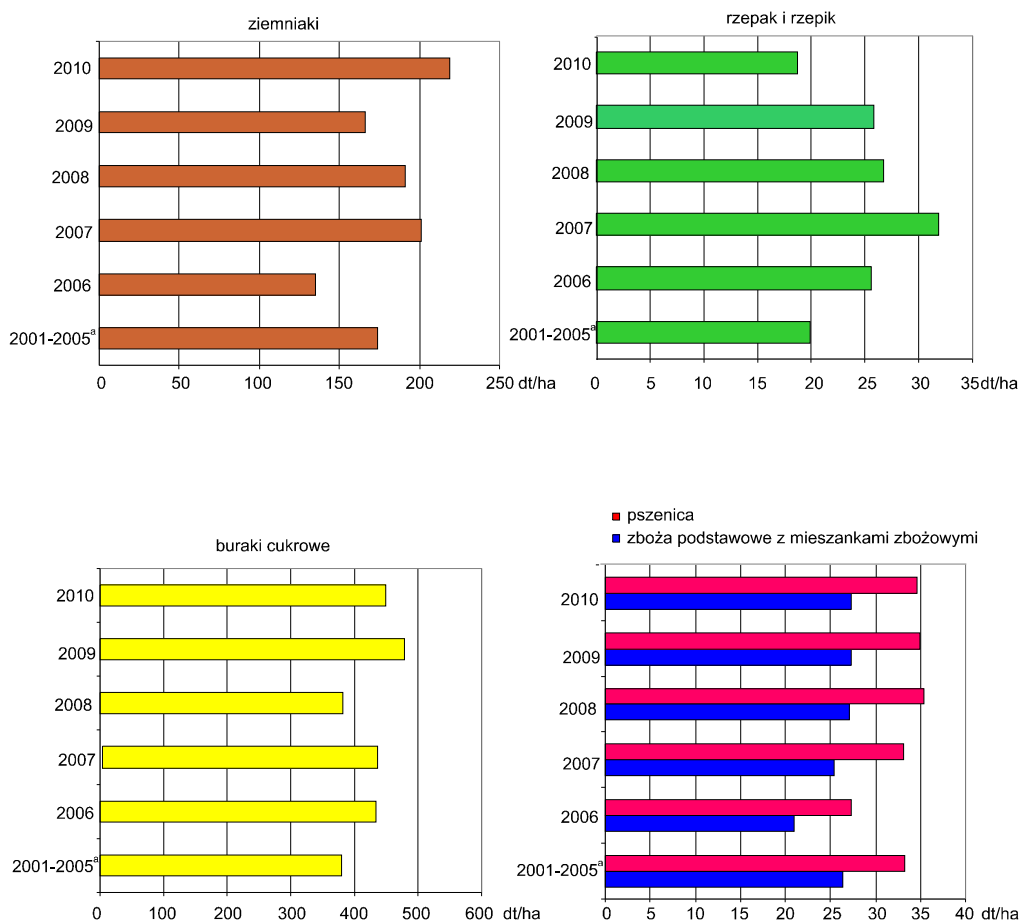 ziemniaki
2010
2009
2008
2007
2006
2001-2005ᵃ
0 50 100 150 200 250 dt/ha
rzepak i rzepik
2010
2009
2008
2007
2006
2001-2005ᵃ
0 5 10 15 20 25 30 35dt/ha
buraki cukrowe
2010
2009
2008
2007
2006
2001-2005ᵃ
0 100 200 300 400 500 600 dt/ha
pszenica
zboża podstawowe z mieszankami zbożowymi
2010
2009
2008
2007
2006
2001-2005ᵃ
0 5 10 15 20 25 30 35 40 dt/ha